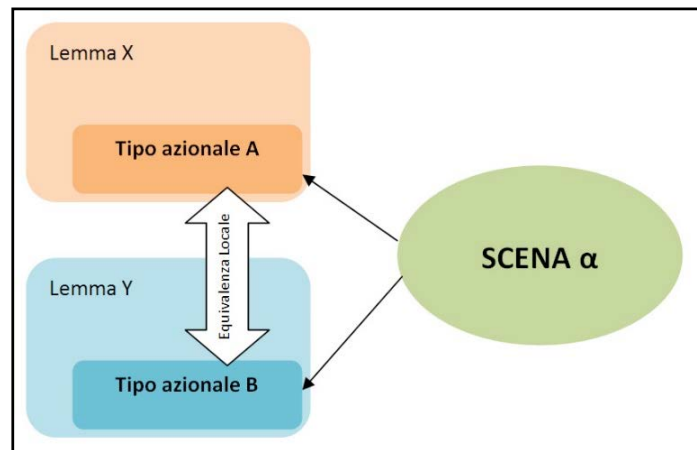 Lemma X
Tipo azionale A
Equivalenza Locale
SCENA α
Lemma Y
Tipo azionale B